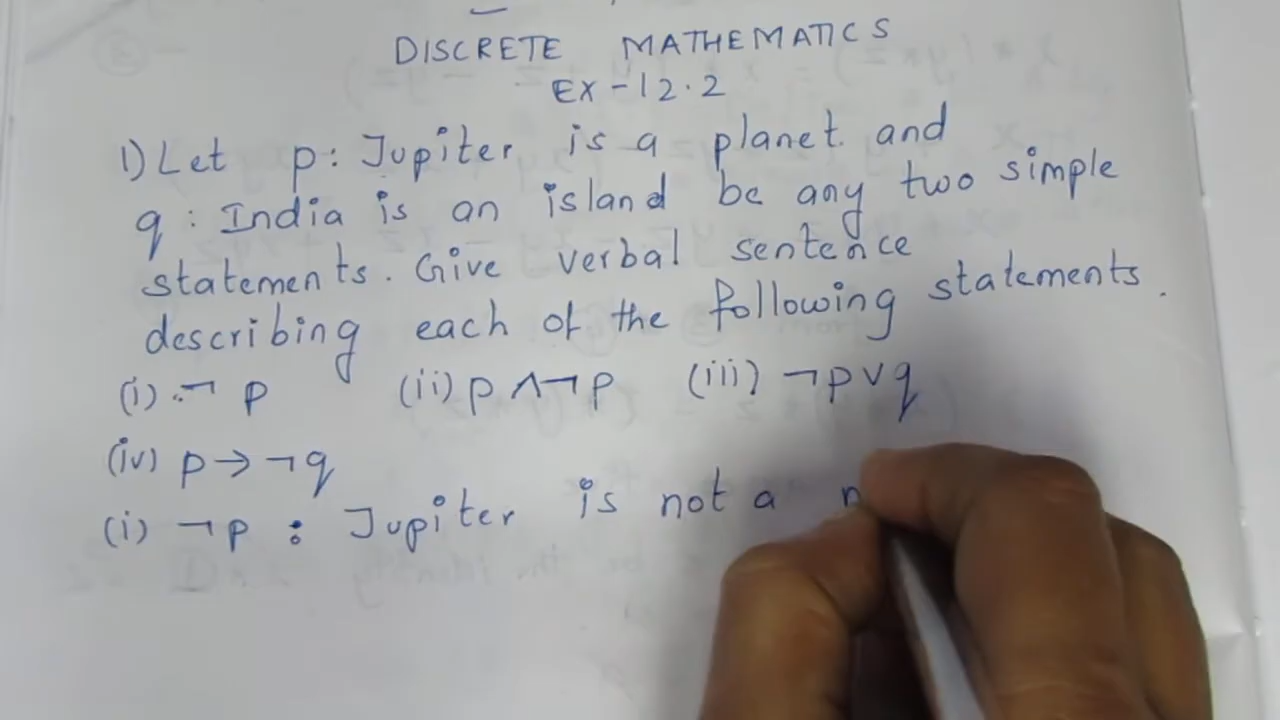 DISCRETE MATHEMATICS
EX-12.2
1) Let p: Jupiter is a planet. and
q: India is an island be any two simple
statements. Give verbal sentence
describing each of the following statements.
(i) ¬p (ii) p ∧ ¬p (iii) ¬p ∨ q
(iv) p → ¬q
(i) ¬p : Jupiter is not a